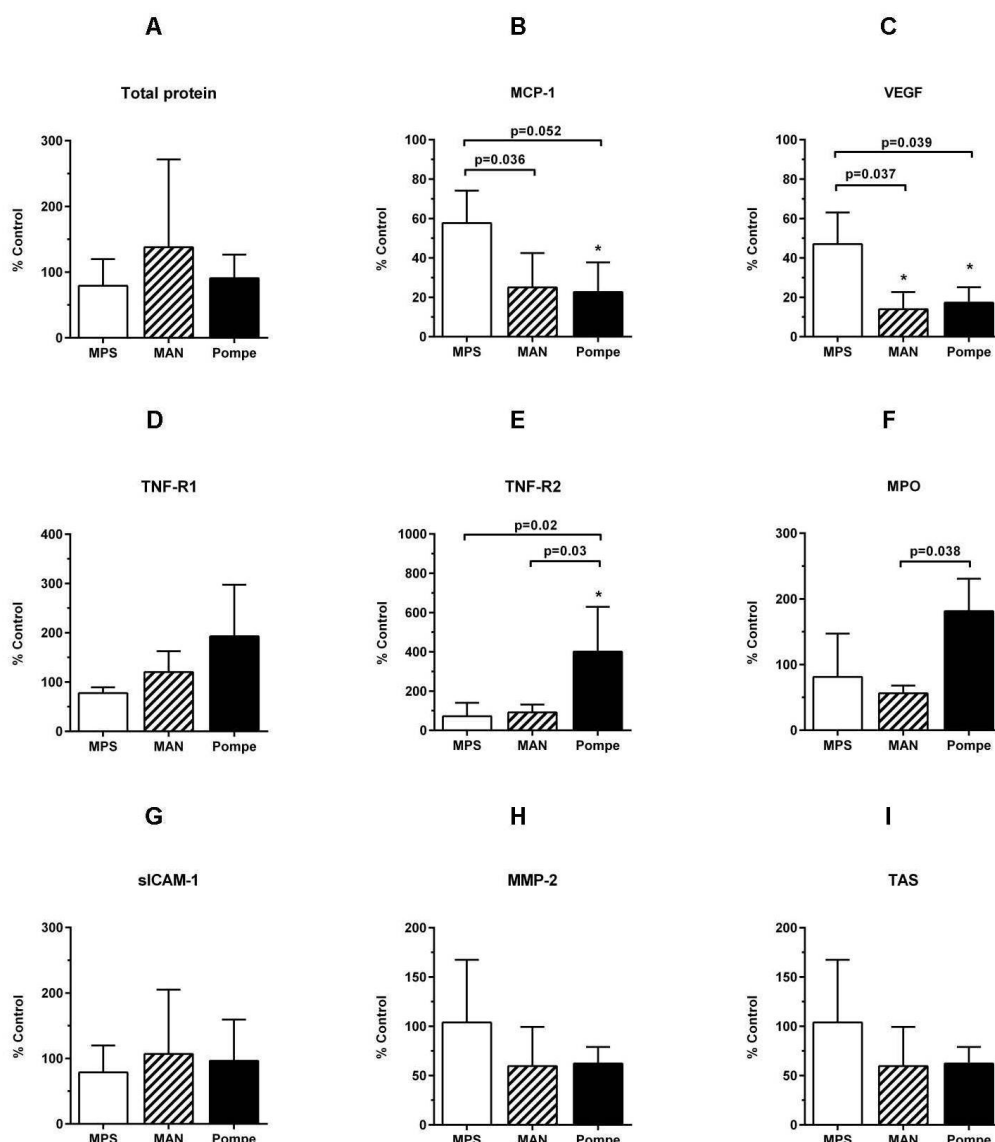 A
B
C
Total protein
MCP-1
VEGF
% Control
300
200
100
0
MPS
MAN
Pompe
% Control
100
80
60
40
20
0
p=0.052
p=0.036
*
MPS
MAN
Pompe
% Control
100
80
60
40
20
0
p=0.039
p=0.037
*
*
MPS
MAN
Pompe
D
E
F
TNF-R1
TNF-R2
MPO
% Control
400
300
200
100
0
MPS
MAN
Pompe
% Control
1000
800
600
400
200
0
p=0.02
p=0.03
*
MPS
MAN
Pompe
% Control
300
200
100
0
p=0.038
MPS
MAN
Pompe
G
H
I
sICAM-1
MMP-2
TAS
% Control
300
200
100
0
MPS
MAN
Pompe
% Control
200
150
100
50
0
MPS
MAN
Pompe
% Control
200
150
100
50
0
MPS
MAN
Pompe